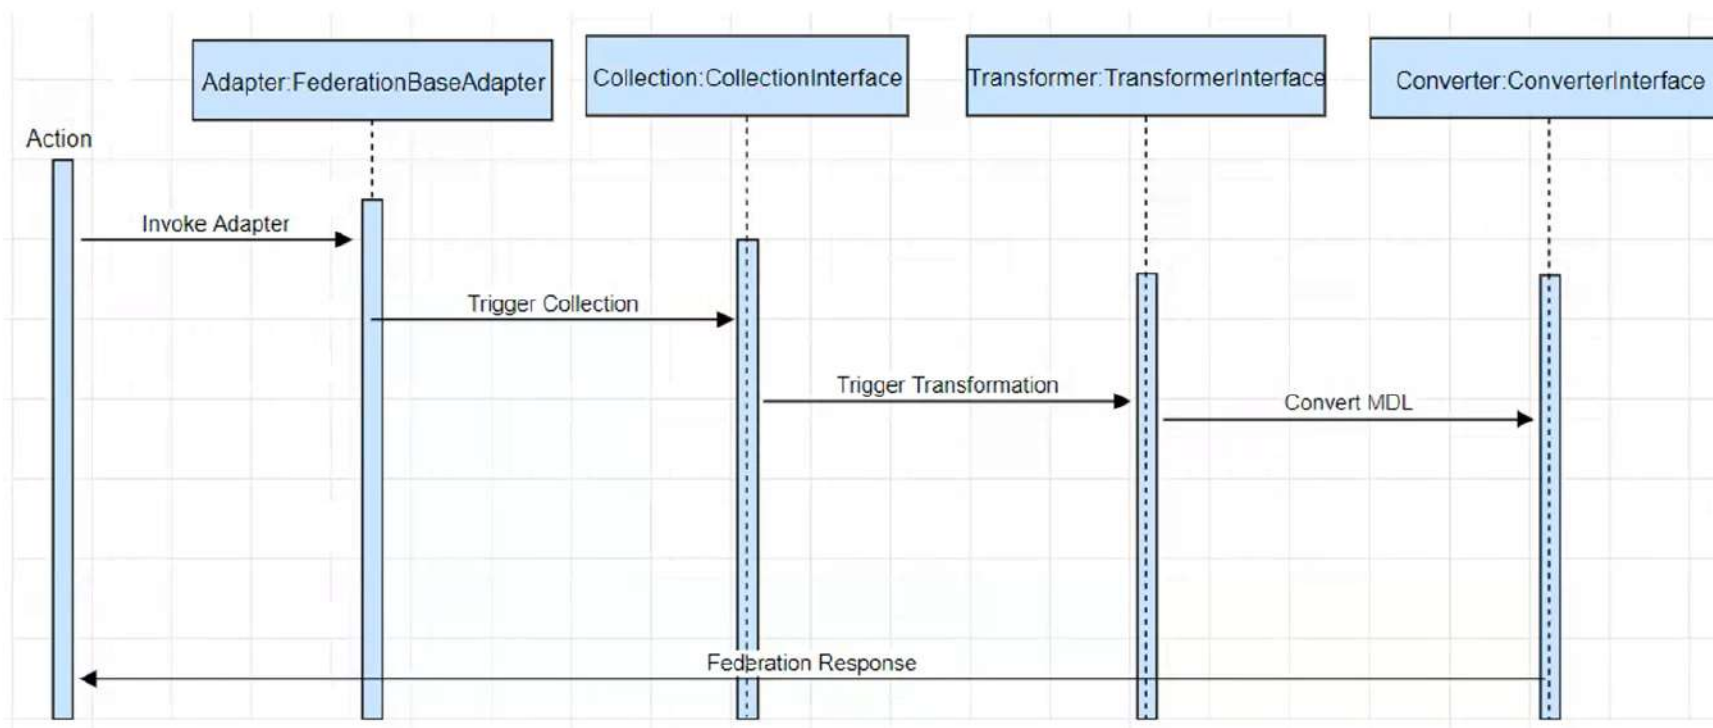 Adapter:FederationBaseAdapter
Collection:CollectionInterface
Transformer:TransformerInterface
Converter:ConverterInterface
Action
Invoke Adapter
Trigger Collection
Trigger Transformation
Convert MDL
Federation Response